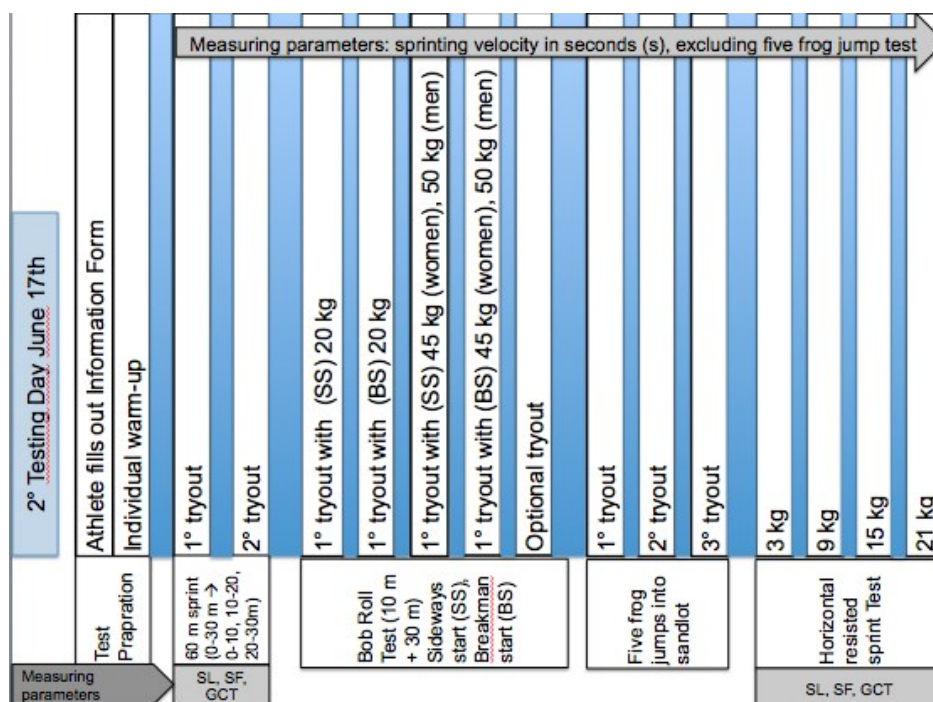 Measuring parameters: sprinting velocity in seconds (s), excluding five frog jump test
2° Testing Day June 17th
Athlete fills out Information Form
Individual warm-up
1° tryout
2° tryout
1° tryout with (SS) 20 kg
1° tryout with (BS) 20 kg
1° tryout with (SS) 45 kg (women), 50 kg (men)
1° tryout with (BS) 45 kg (women), 50 kg (men)
Optional tryout
1° tryout
2° tryout
3° tryout
3 kg
9 kg
15 kg
21 kg
Test
Prapration
60 m sprint
(0-30 m →
0-10, 10-20,
20-30m)
Bob Roll
Test (10 m
+ 30 m)
Sideways
start (SS),
Breakman
start (BS)
Five frog
jumps into
sandlot
Horizontal
resisted
sprint Test
Measuring
parameters
SL, SF,
GCT
SL, SF, GCT